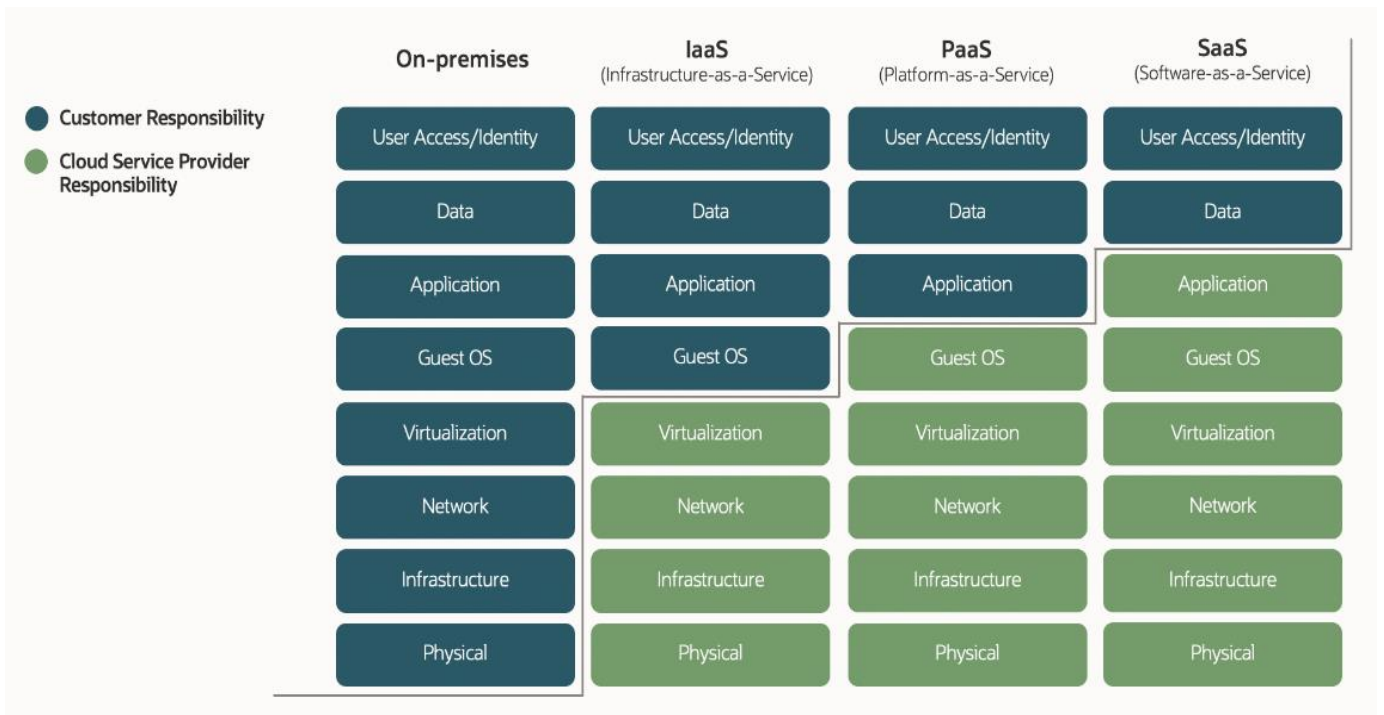 On-premises
IaaS
(Infrastructure-as-a-Service)
PaaS
(Platform-as-a-Service)
SaaS
(Software-as-a-Service)
Customer Responsibility
Cloud Service Provider
Responsibility
User Access/Identity
User Access/Identity
User Access/Identity
User Access/Identity
Data
Data
Data
Data
Application
Application
Application
Application
Guest OS
Guest OS
Guest OS
Guest OS
Virtualization
Virtualization
Virtualization
Virtualization
Network
Network
Network
Network
Infrastructure
Infrastructure
Infrastructure
Infrastructure
Physical
Physical
Physical
Physical